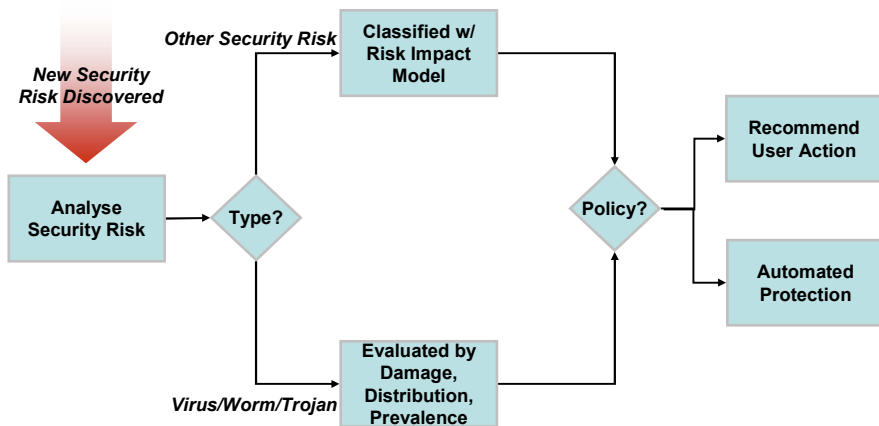 Other Security Risk
Classified w/
Risk Impact
Model
New Security
Risk Discovered
Analyse
Security Risk
Type?
Policy?
Recommend
User Action
Automated
Protection
Virus/Worm/Trojan
Evaluated by
Damage,
Distribution,
Prevalence